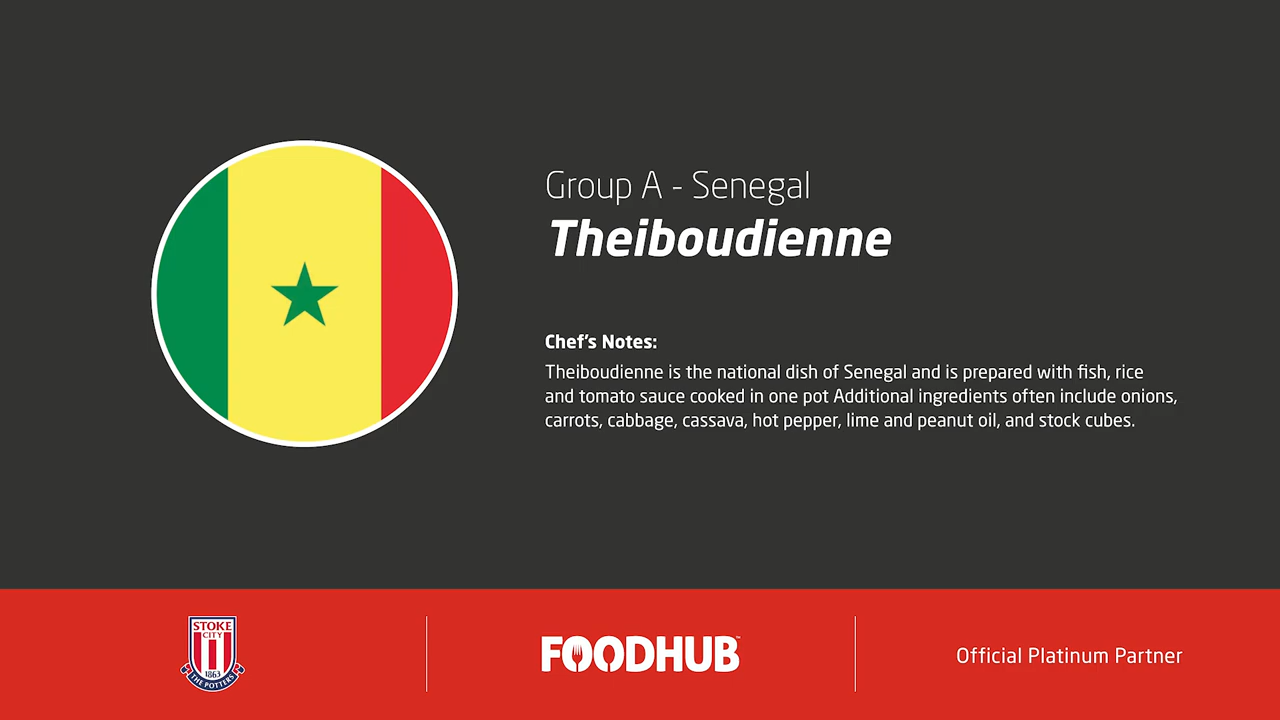 Group A - Senegal
Theiboudienne
Chef's Notes:
Theiboudienne is the national dish of Senegal and is prepared with fish, rice
and tomato sauce cooked in one pot Additional ingredients often include onions,
carrots, cabbage, cassava, hot pepper, lime and peanut oil, and stock cubes.
STOKE
CITY
1863
THE POTTERS
FOODHUB™
Official Platinum Partner